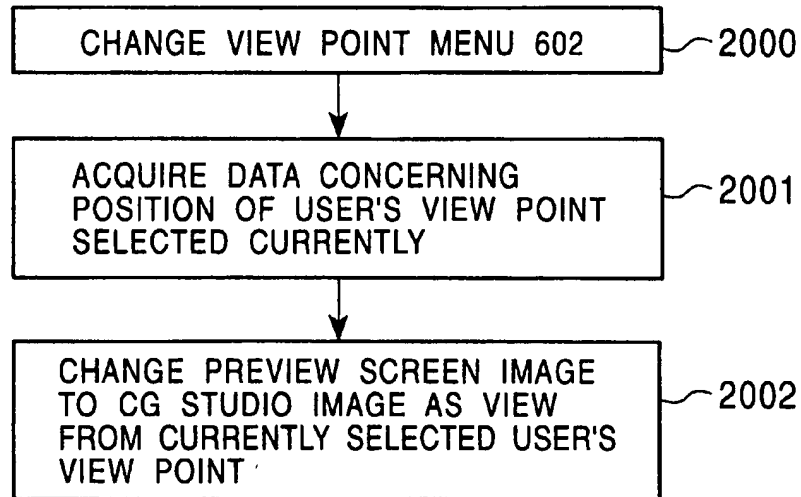 CHANGE VIEW POINT MENU 602
2000
ACQUIRE DATA CONCERNING
POSITION OF USER'S VIEW POINT
SELECTED CURRENTLY
2001
CHANGE PREVIEW SCREEN IMAGE
TO CG STUDIO IMAGE AS VIEW
FROM CURRENTLY SELECTED USER'S
VIEW POINT
2002